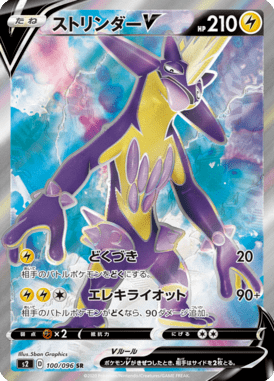 たね ストリンダーV HP 210
どくづき 20
相手のバトルポケモンをどくにする。
エレキライオット 90+
相手のバトルポケモンがどくなら、90ダメージ追加。
弱点 ×2 抵抗力 にげる
Illus. 5ban Graphics
Vルール
ポケモンVがきぜつしたとき、相手はサイドを2枚とる。
s2 D 100/096 SR